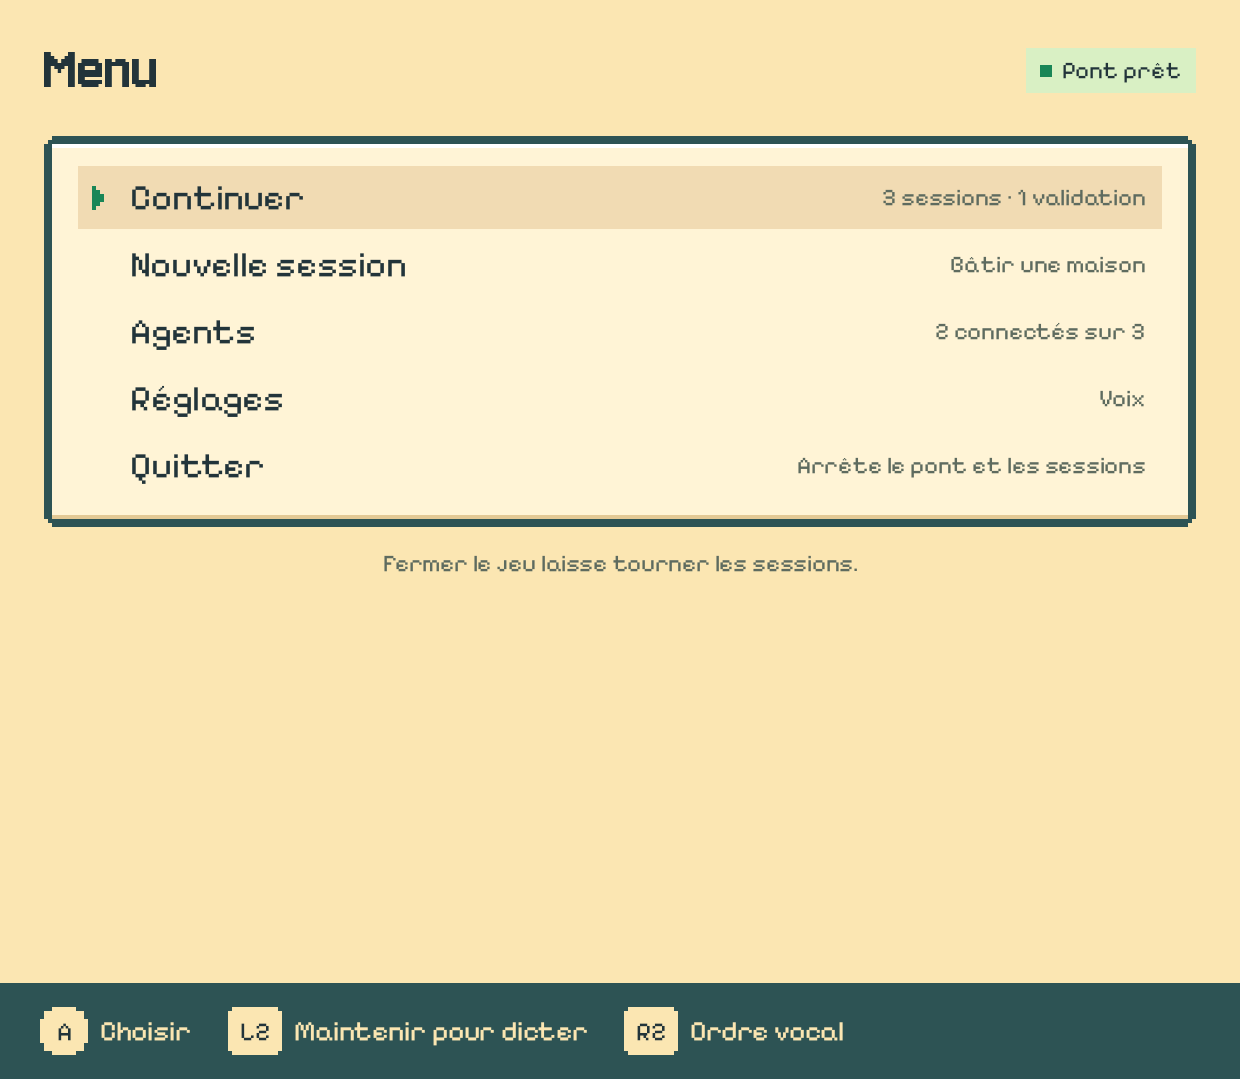 Menu
Pont prêt
Continuer
3 sessions · 1 validation
Nouvelle session
Bâtir une maison
Agents
2 connectés sur 3
Réglages
Voix
Quitter
Arrête le pont et les sessions
Fermer le jeu laisse tourner les sessions.
A Choisir L2 Maintenir pour dicter R2 Ordre vocal